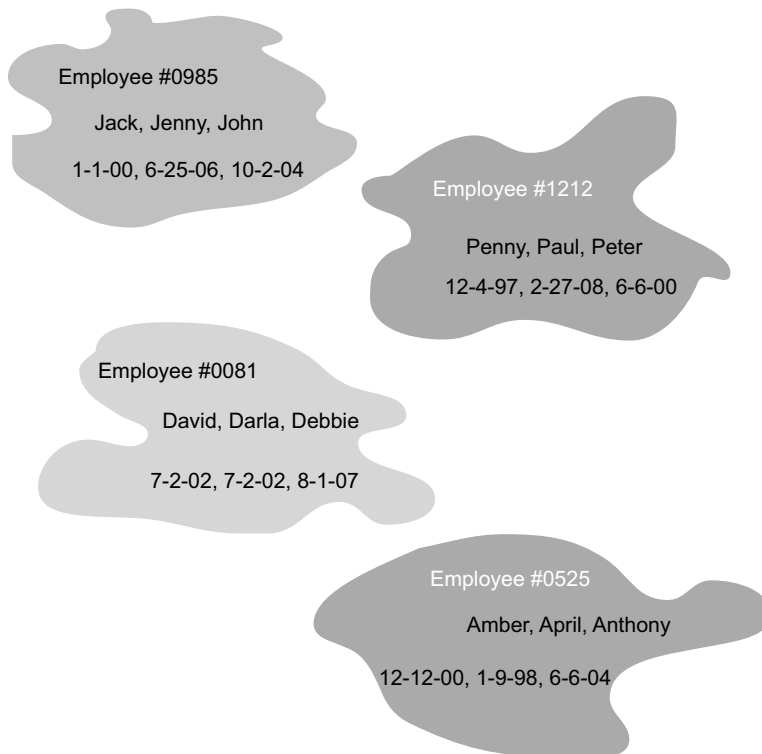 Employee #0985
Jack, Jenny, John
1-1-00, 6-25-06, 10-2-04
Employee #1212
Penny, Paul, Peter
12-4-97, 2-27-08, 6-6-00
Employee #0081
David, Darla, Debbie
7-2-02, 7-2-02, 8-1-07
Employee #0525
Amber, April, Anthony
12-12-00, 1-9-98, 6-6-04